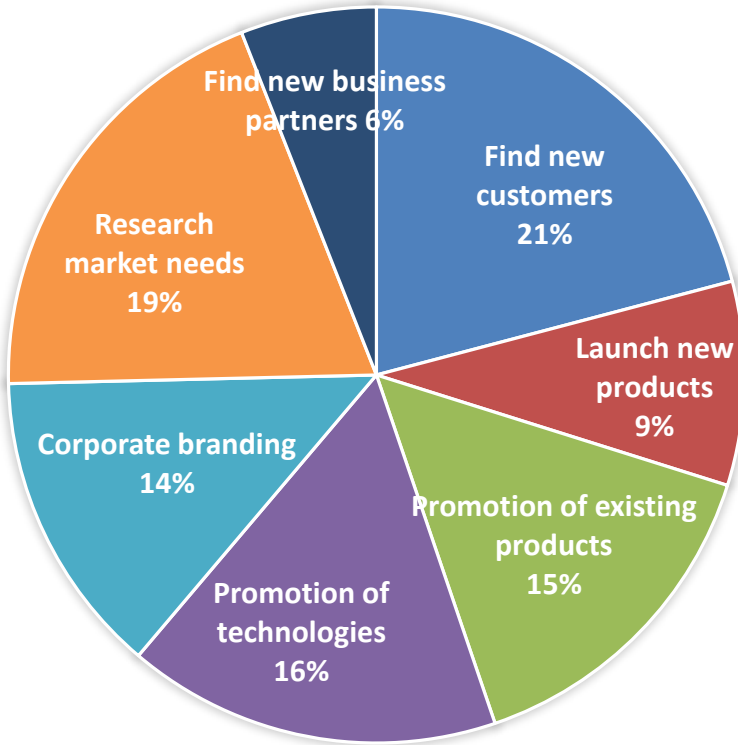 Find new business
partners 6%
Find new
customers
21%
Launch new
products
9%
Promotion of existing
products
15%
Promotion of
technologies
16%
Corporate branding
14%
Research
market needs
19%